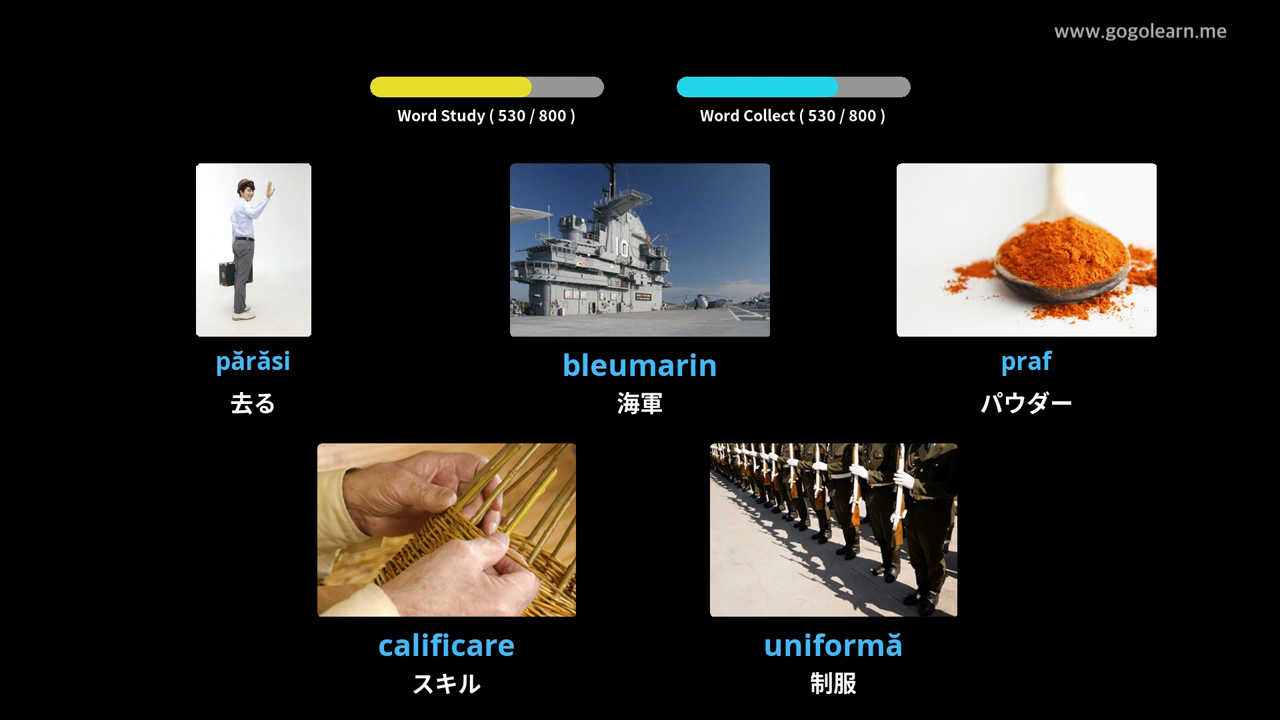 www.gogolearn.me
Word Study ( 530 / 800 )
Word Collect ( 530 / 800 )
10
părăsi
去る
bleumarin
海軍
praf
パウダー
calificare
スキル
uniformă
制服